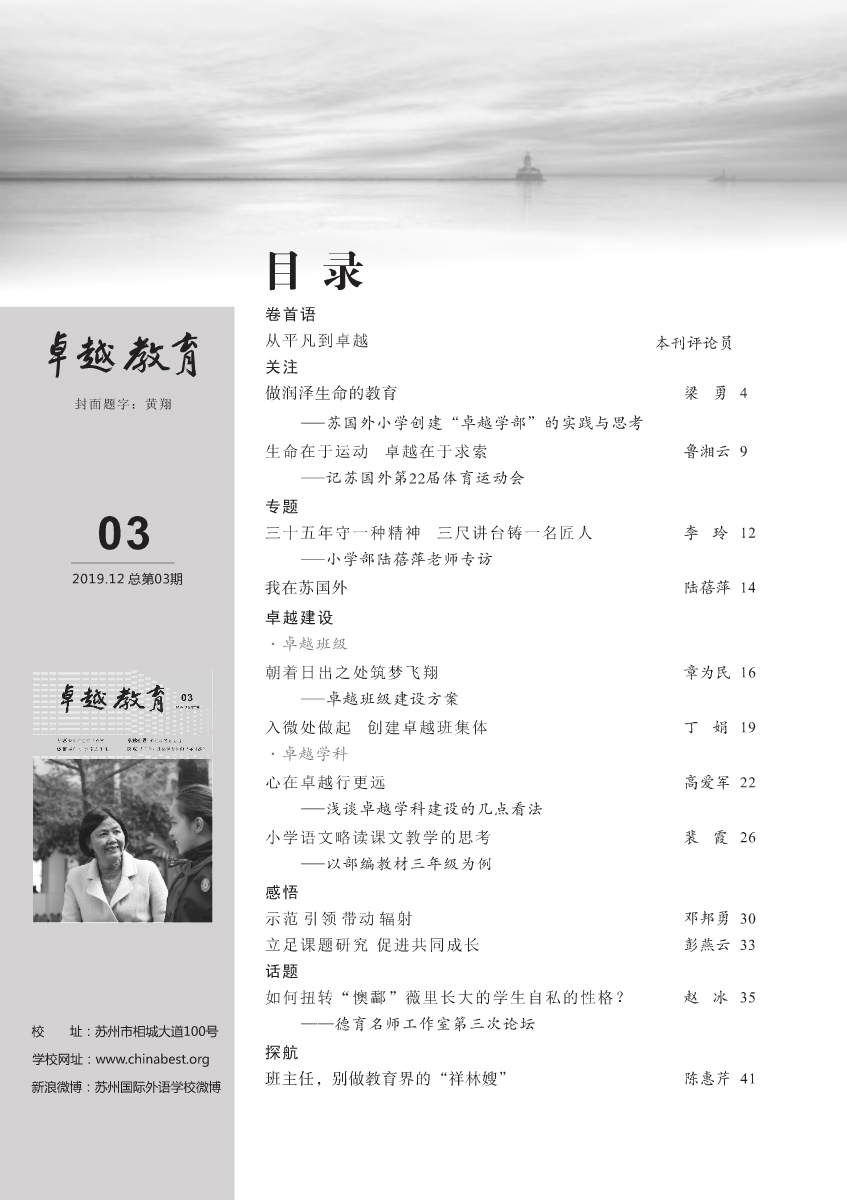 目 录
卷首语
从平凡到卓越 本刊评论员
关注
做润泽生命的教育 梁 勇 4
——苏国外小学创建“卓越学部”的实践与思考
生命在于运动 卓越在于求索 鲁湘云 9
——记苏国外第22届体育运动会
专题
三十五年守一种精神 三尺讲台铸一名匠人 李 玲 12
——小学部陆蓓萍老师专访
我在苏国外 陆蓓萍 14
卓越建设
·卓越班级
朝着日出之处筑梦飞翔 章为民 16
——卓越班级建设方案
入微处做起 创建卓越班集体 丁 娟 19
·卓越学科
心在卓越行更远 高爱军 22
——浅谈卓越学科建设的几点看法
小学语文略读课文教学的思考 裴 霞 26
——以部编教材三年级为例
感悟
示范 引领 带动 辐射 邓邦勇 30
立足课题研究 促进共同成长 彭燕云 33
话题
如何扭转“懊鄙”薇里长大的学生自私的性格？ 赵 冰 35
——德育名师工作室第三次论坛
探航
班主任，别做教育界的“祥林嫂” 陈惠芹 41
卓越教育
封面题字：黄翔
03
2019.12 总第03期
卓越教育 03
校 址：苏州市相城大道100号
学校网址：www.chinabest.org
新浪微博：苏州国际外语学校微博